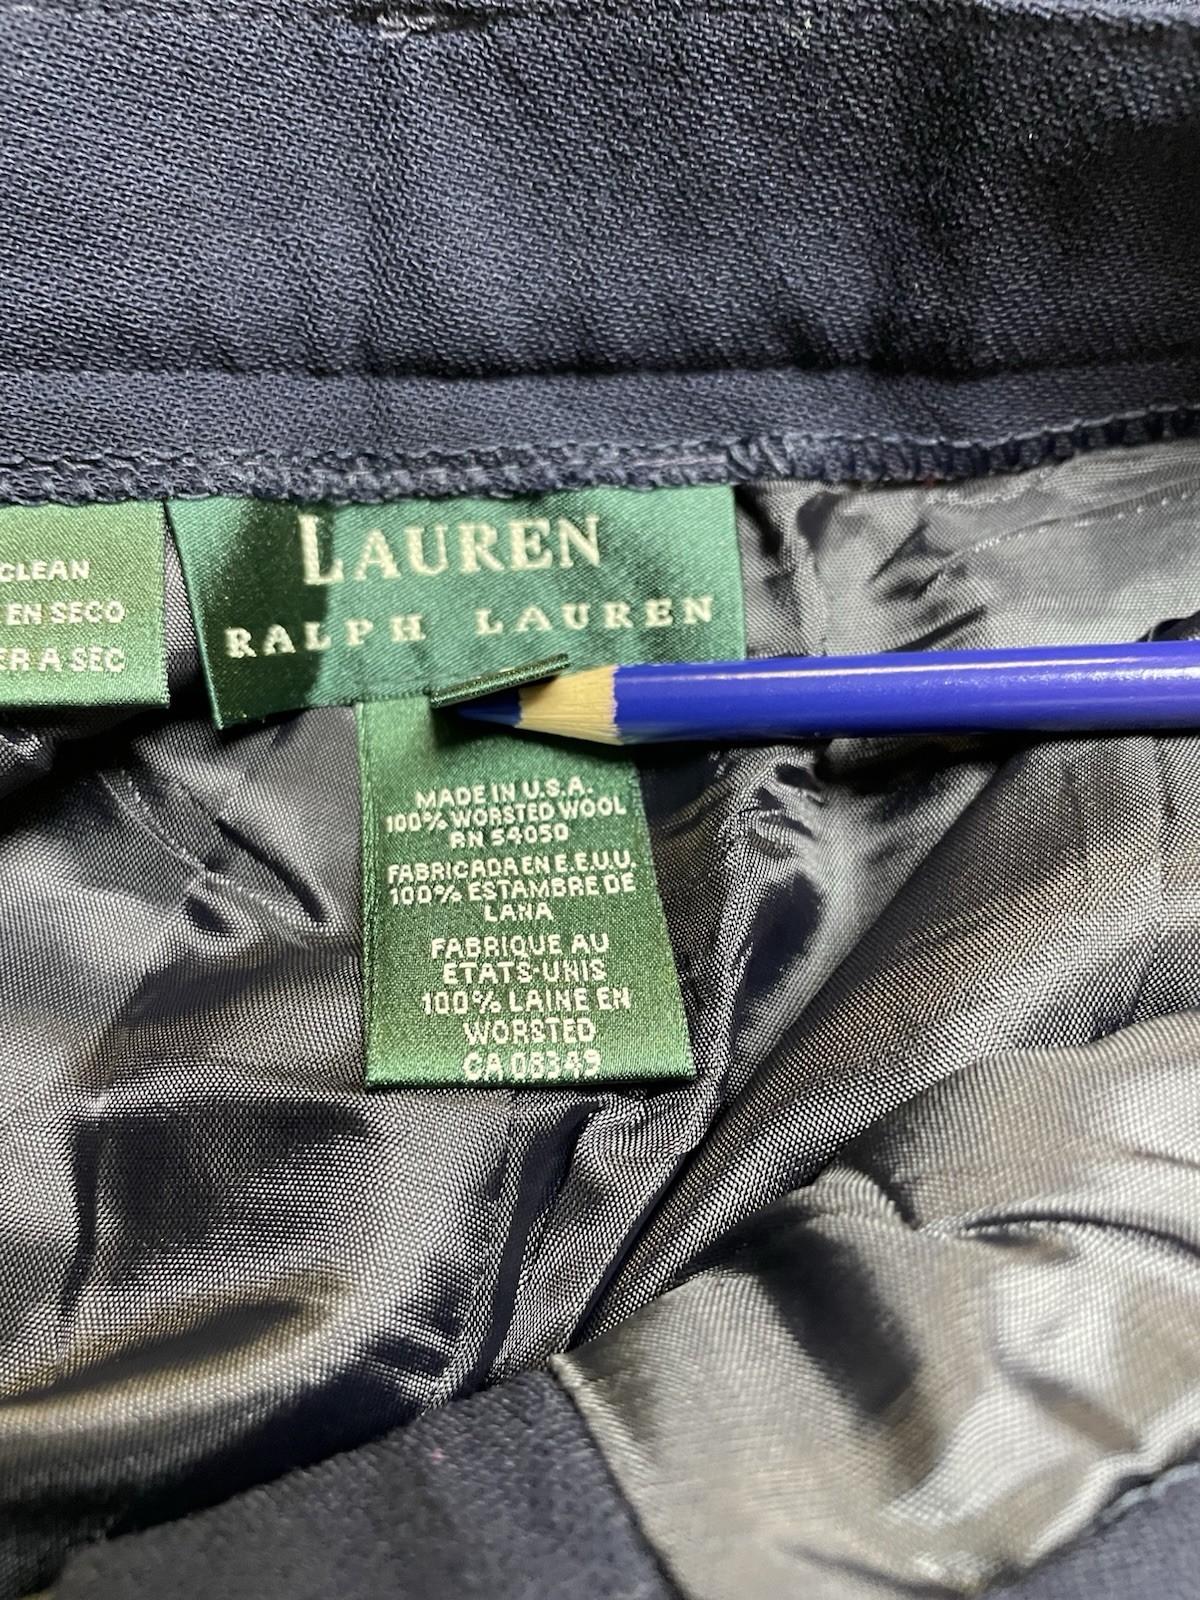 CLEAN
EN SECO
ER A SEC
LAUREN
RALPH LAUREN
MADE IN U.S.A.
100% WORSTED WOOL
RN 54050
FABRICADA EN E.E.U.U.
100% ESTAMBRE DE
LANA
FABRIQUE AU
ETATS-UNIS
100% LAINE EN
WORSTED
CA 08349